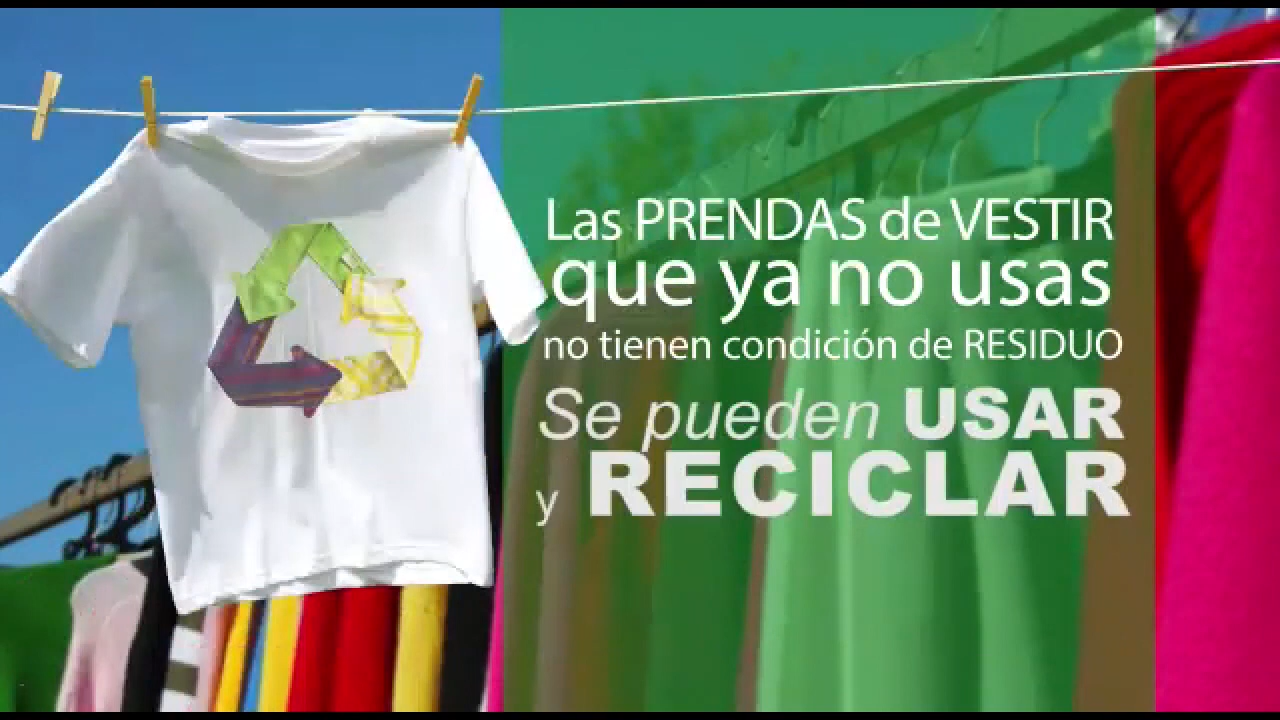 Las PRENDAS de VESTIR
que ya no usas
no tienen condición de RESIDUO
Se pueden USAR
y RECICLAR